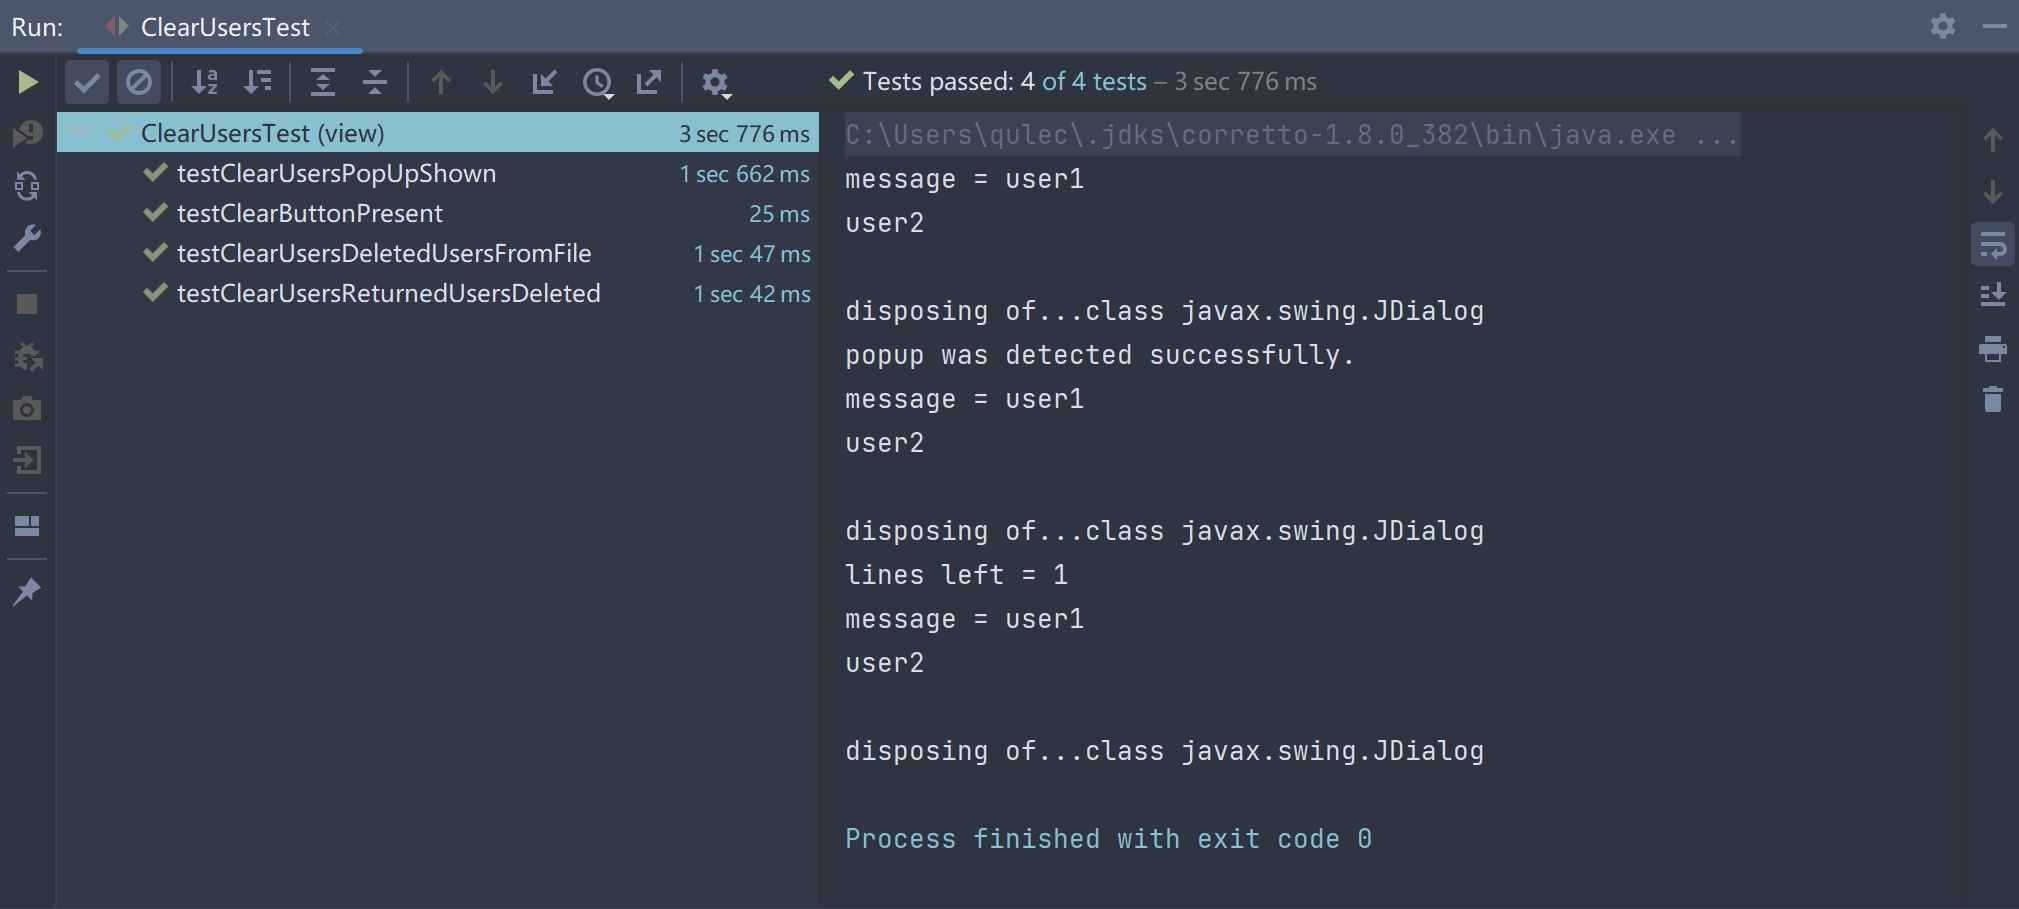 Run: ClearUsersTest
Tests passed: 4 of 4 tests – 3 sec 776 ms
ClearUsersTest (view) 3 sec 776 ms
testClearUsersPopUpShown 1 sec 662 ms
testClearButtonPresent 25 ms
testClearUsersDeletedUsersFromFile 1 sec 47 ms
testClearUsersReturnedUsersDeleted 1 sec 42 ms
C:\Users\qulec\.jdks\corretto-1.8.0_382\bin\java.exe ...
message = user1
user2
disposing of...class javax.swing.JDialog
popup was detected successfully.
message = user1
user2
disposing of...class javax.swing.JDialog
lines left = 1
message = user1
user2
disposing of...class javax.swing.JDialog
Process finished with exit code 0